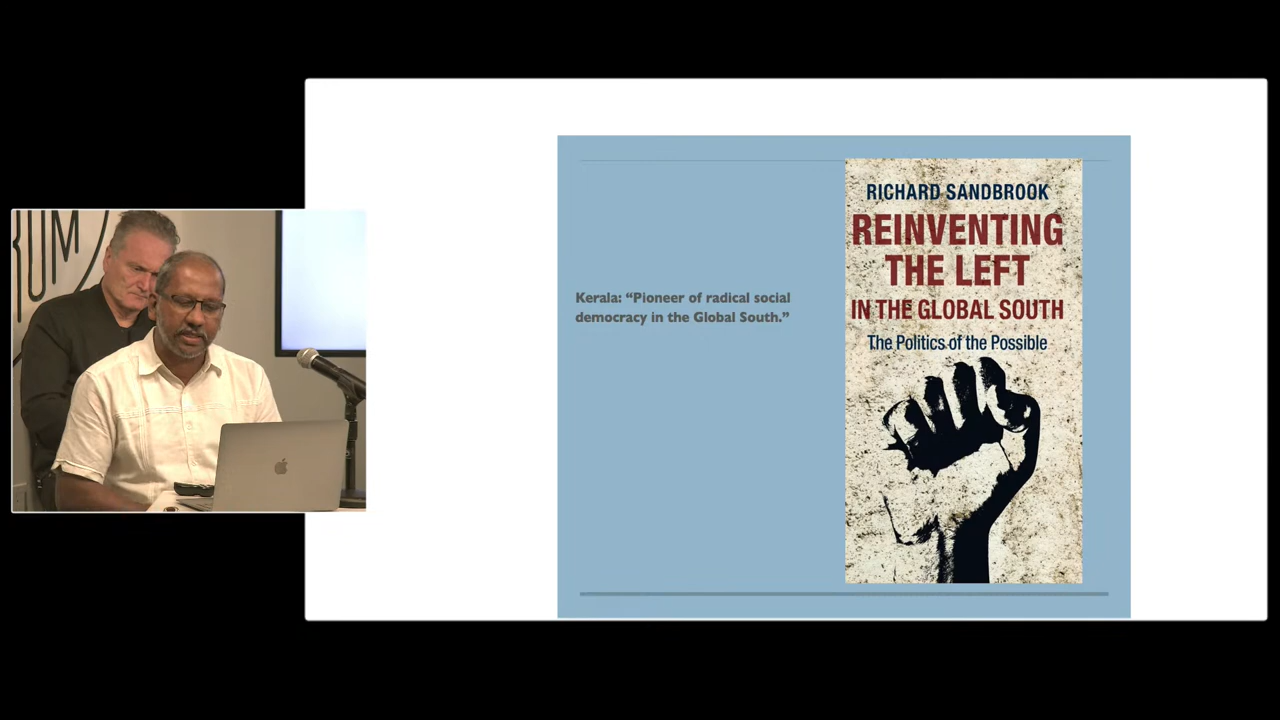 RUM
Kerala: “Pioneer of radical social
democracy in the Global South.”
RICHARD SANDBROOK
REINVENTING
THE LEFT
IN THE GLOBAL SOUTH
The Politics of the Possible